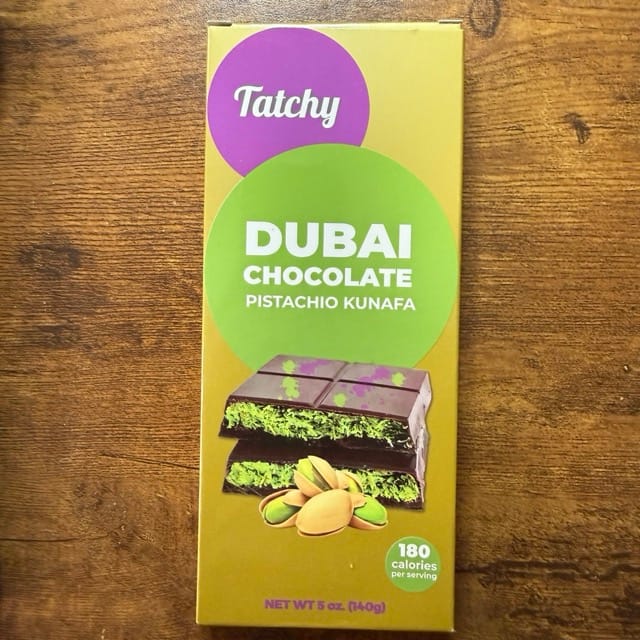 Tatchy
DUBAI
CHOCOLATE
PISTACHIO KUNAFA
180
calories
per serving
NET WT 5 oz. (140g)